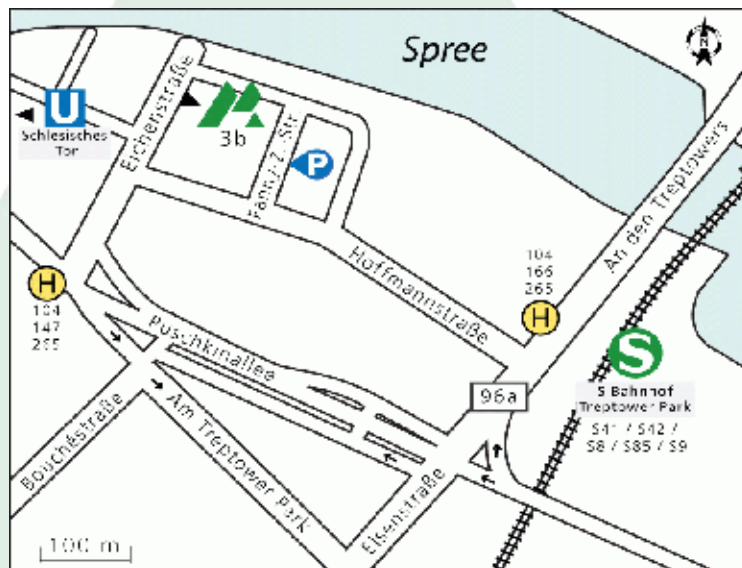 Spree
N
U
Schlesisches
Tor
Eichenstraße
3b
Fanny-Z.-Str
P
An den Treptowers
Hoffmannstraße
104
166
265
H
H
104
147
265
Puschkinallee
S
S Bahnhof
Treptower Park
S41 / S42 /
S8 / S85 / S9
96a
Bouchéstraße
Am Treptower Park
Elsenstraße
100 m